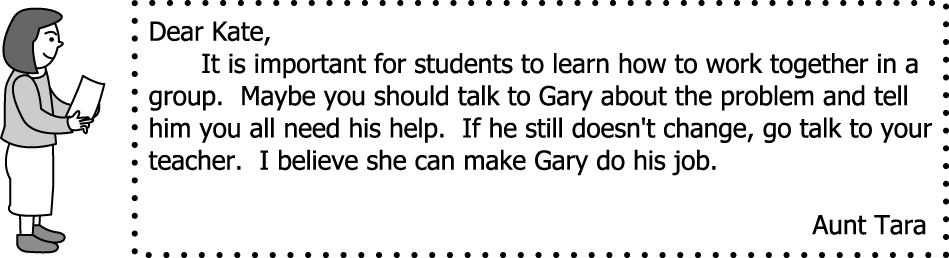 Dear Kate,
It is important for students to learn how to work together in a
group.  Maybe you should talk to Gary about the problem and tell
him you all need his help.  If he still doesn't change, go talk to your
teacher.  I believe she can make Gary do his job.
Aunt Tara